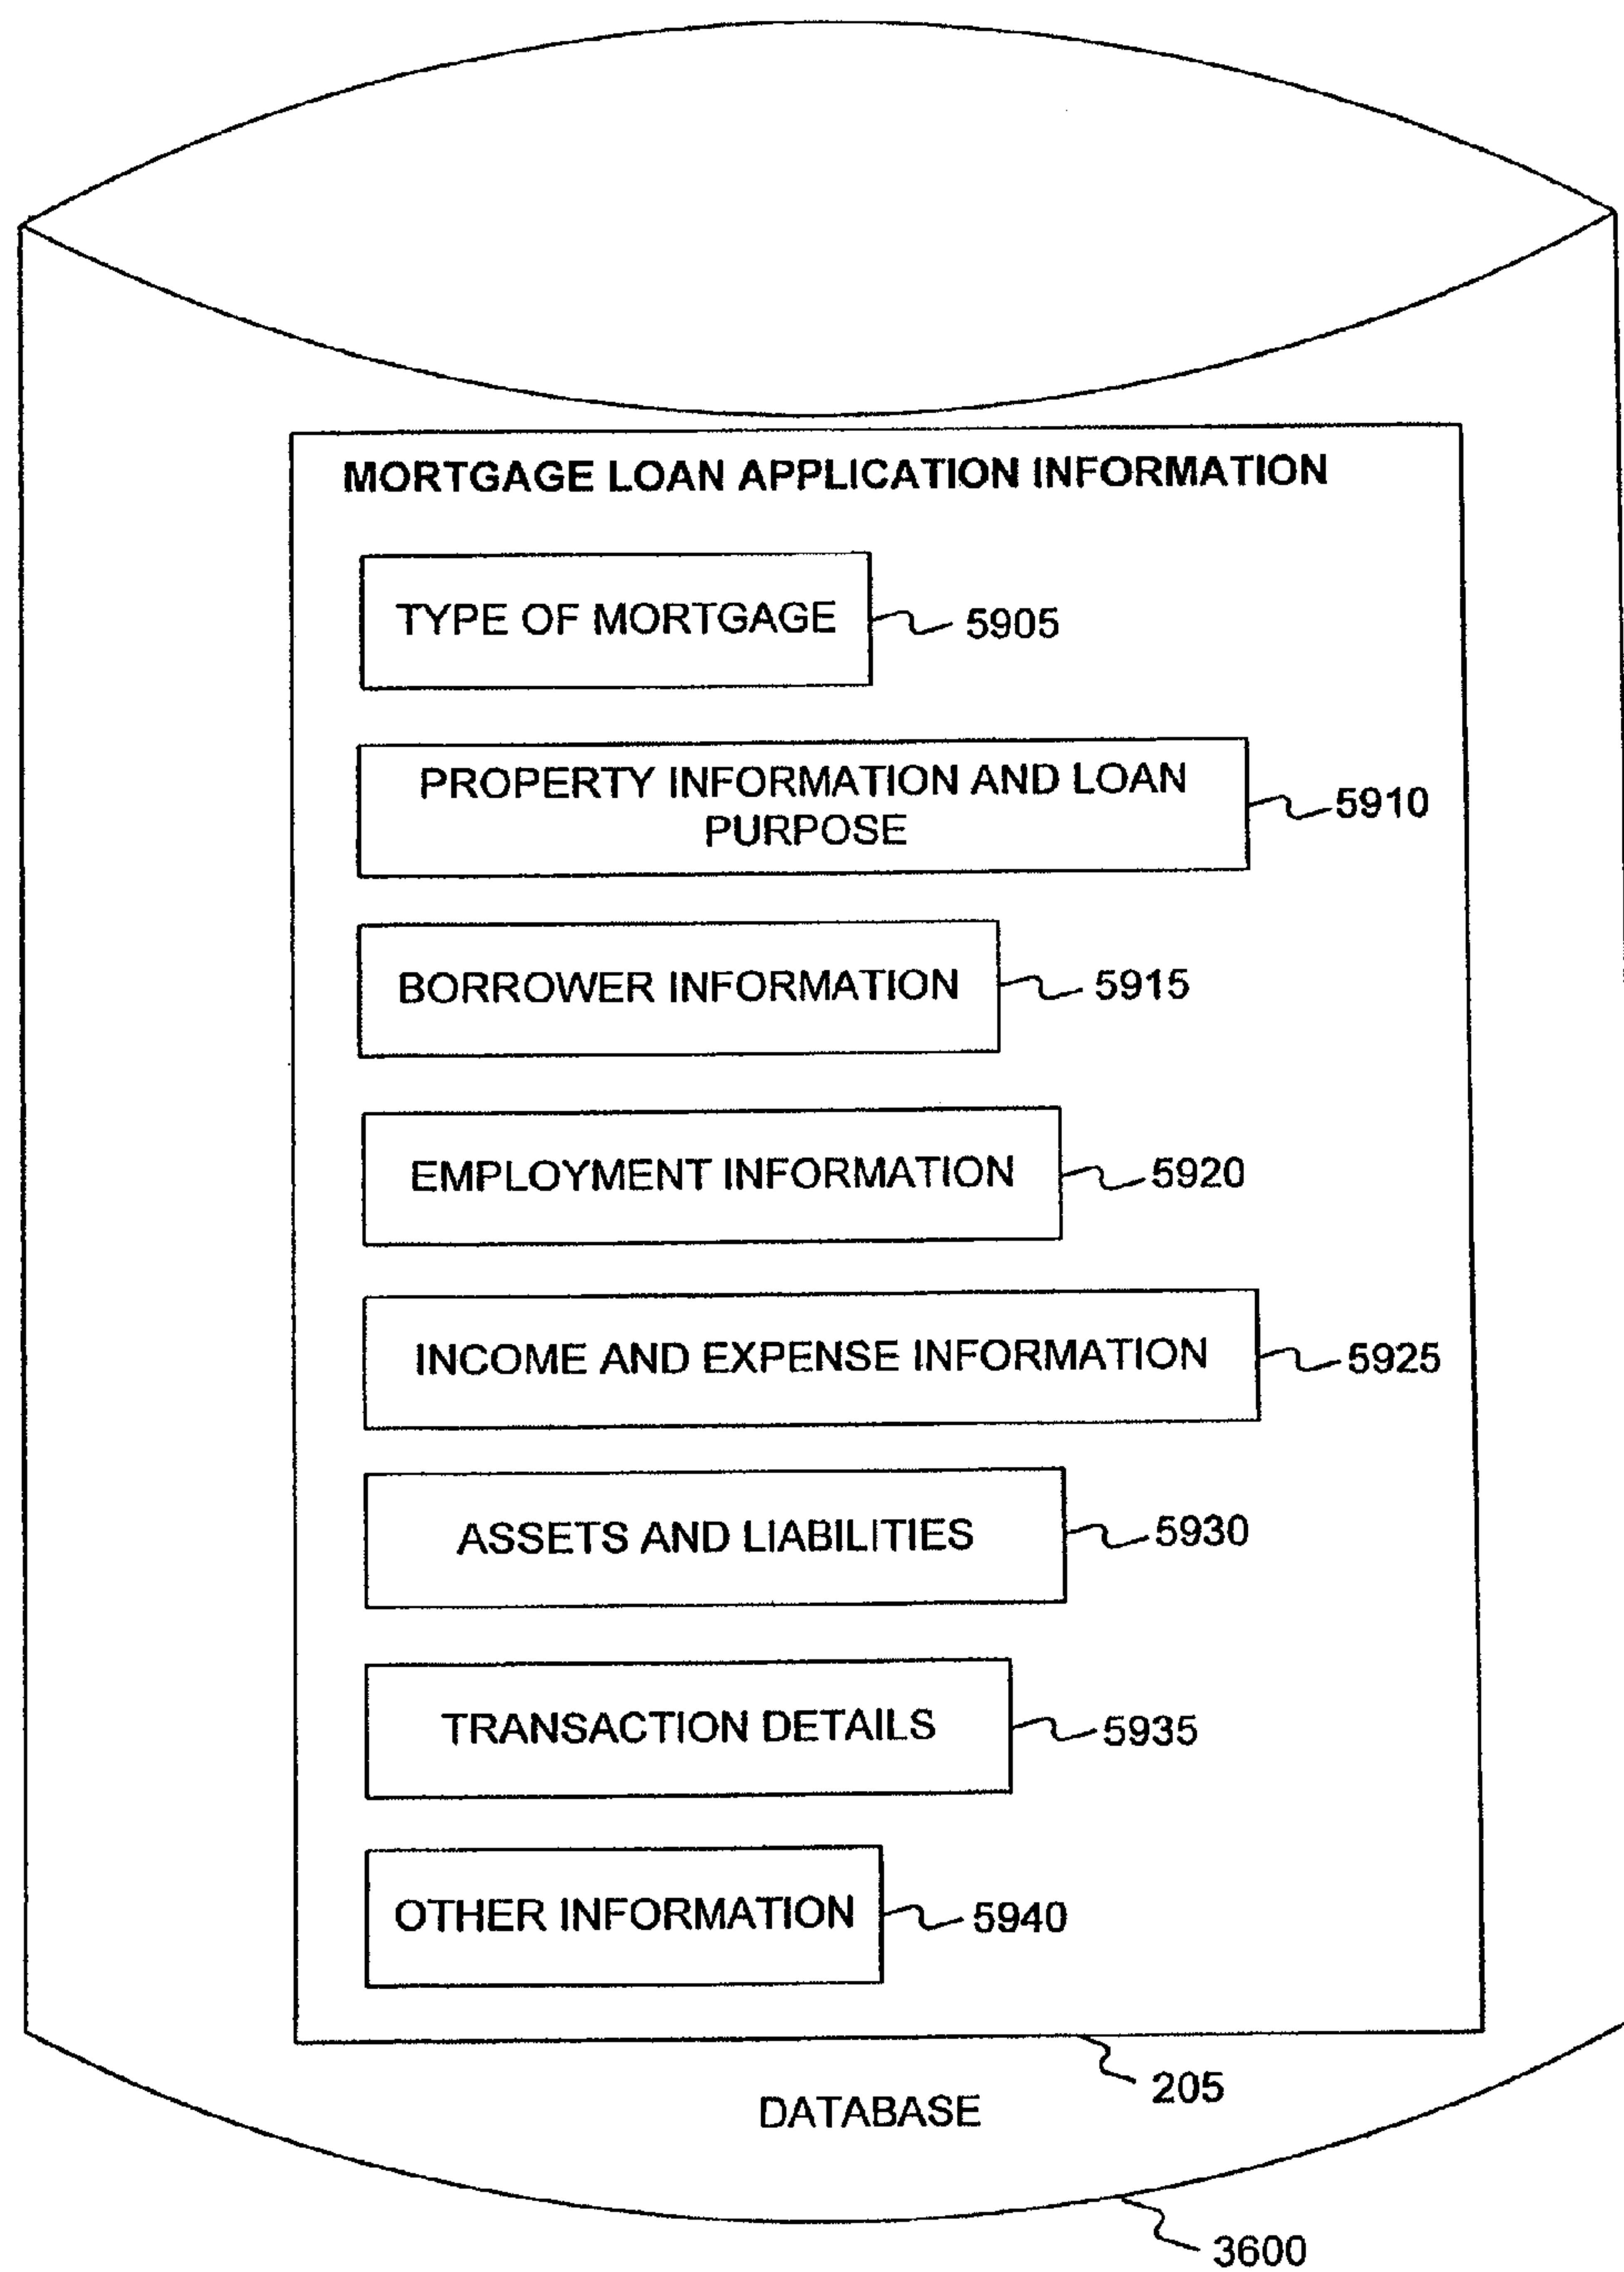 MORTGAGE LOAN APPLICATION INFORMATION
TYPE OF MORTGAGE
5905
PROPERTY INFORMATION AND LOAN
PURPOSE
5910
BORROWER INFORMATION
5915
EMPLOYMENT INFORMATION
5920
INCOME AND EXPENSE INFORMATION
5925
ASSETS AND LIABILITIES
5930
TRANSACTION DETAILS
5935
OTHER INFORMATION
5940
205
DATABASE
3600